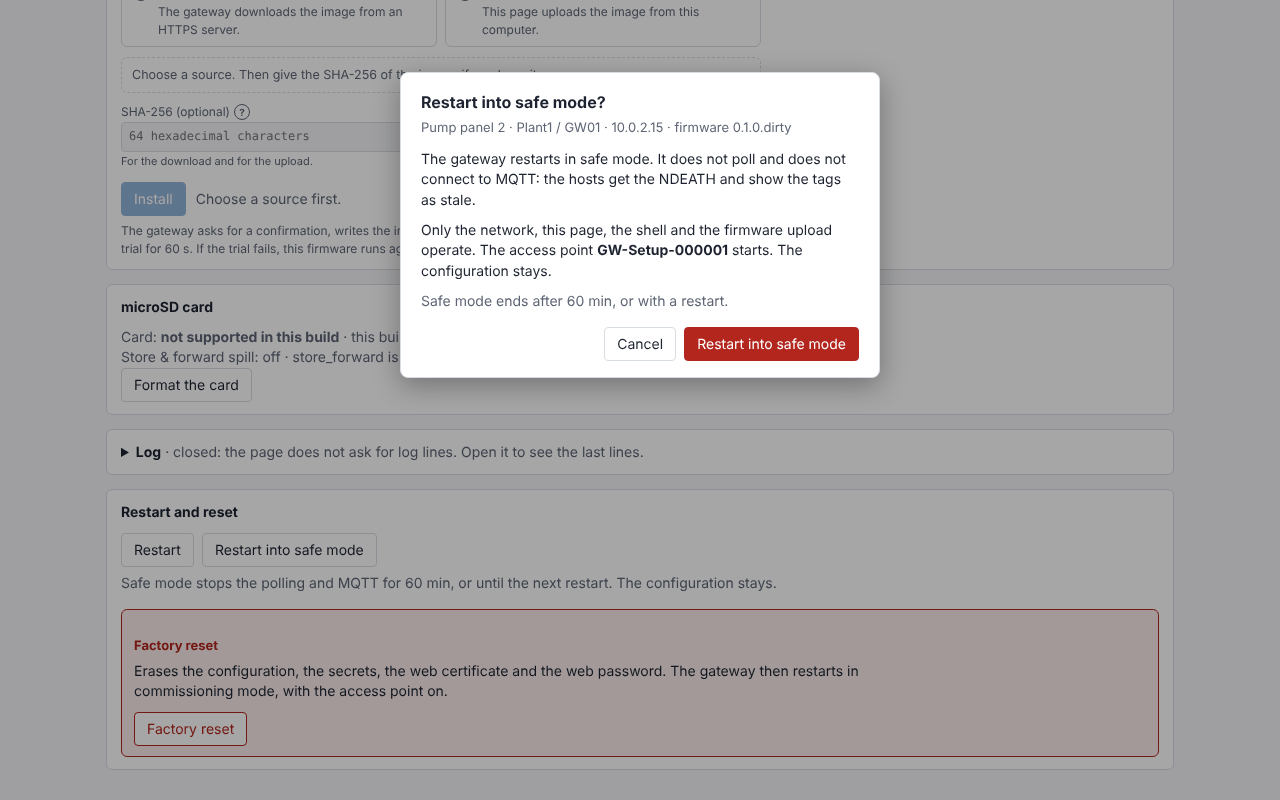 The gateway downloads the image from an
HTTPS server.
This page uploads the image from this
computer.
Choose a source. Then give the SHA-256 of
SHA-256 (optional) ?
64 hexadecimal characters
For the download and for the upload.
Install
Choose a source first.
The gateway asks for a confirmation, writes the
trial for 60 s. If the trial fails, this firmware runs
microSD card
Card: not supported in this build · this
Store & forward spill: off · store_forward is
Format the card
Log · closed: the page does not ask for log lines. Open it to see the last lines.
Restart and reset
Restart
Restart into safe mode
Safe mode stops the polling and MQTT for 60 min, or until the next restart. The configuration stays.
Factory reset
Erases the configuration, the secrets, the web certificate and the web password. The gateway then restarts in
commissioning mode, with the access point on.
Factory reset
Restart into safe mode?
Pump panel 2 · Plant1 / GW01 · 10.0.2.15 · firmware 0.1.0.dirty
The gateway restarts in safe mode. It does not poll and does not
connect to MQTT: the hosts get the NDEATH and show the tags
as stale.
Only the network, this page, the shell and the firmware upload
operate. The access point GW-Setup-000001 starts. The
configuration stays.
Safe mode ends after 60 min, or with a restart.
Cancel
Restart into safe mode